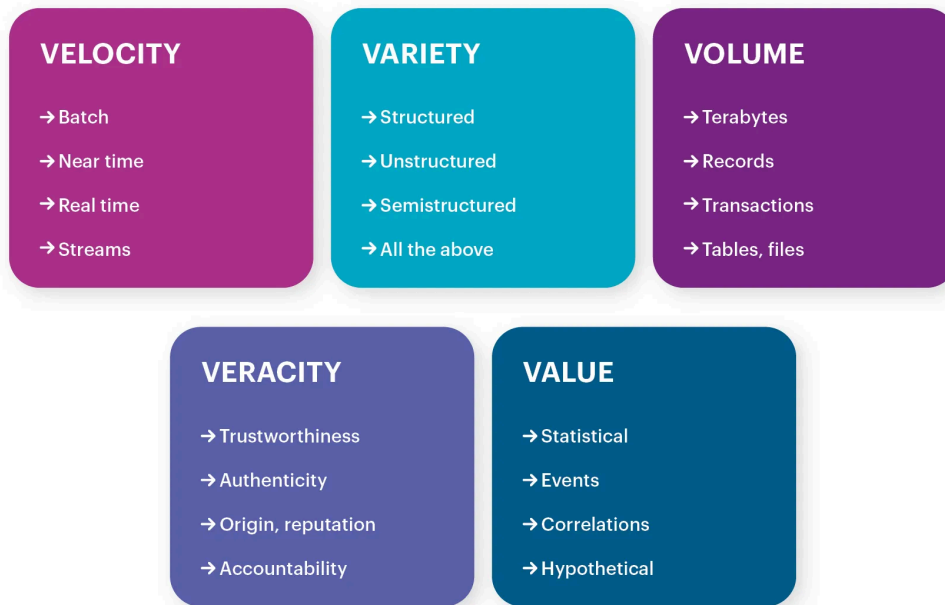 VELOCITY
→ Batch
→ Near time
→ Real time
→ Streams
VARIETY
→ Structured
→ Unstructured
→ Semistructured
→ All the above
VOLUME
→ Terabytes
→ Records
→ Transactions
→ Tables, files
VERACITY
→ Trustworthiness
→ Authenticity
→ Origin, reputation
→ Accountability
VALUE
→ Statistical
→ Events
→ Correlations
→ Hypothetical